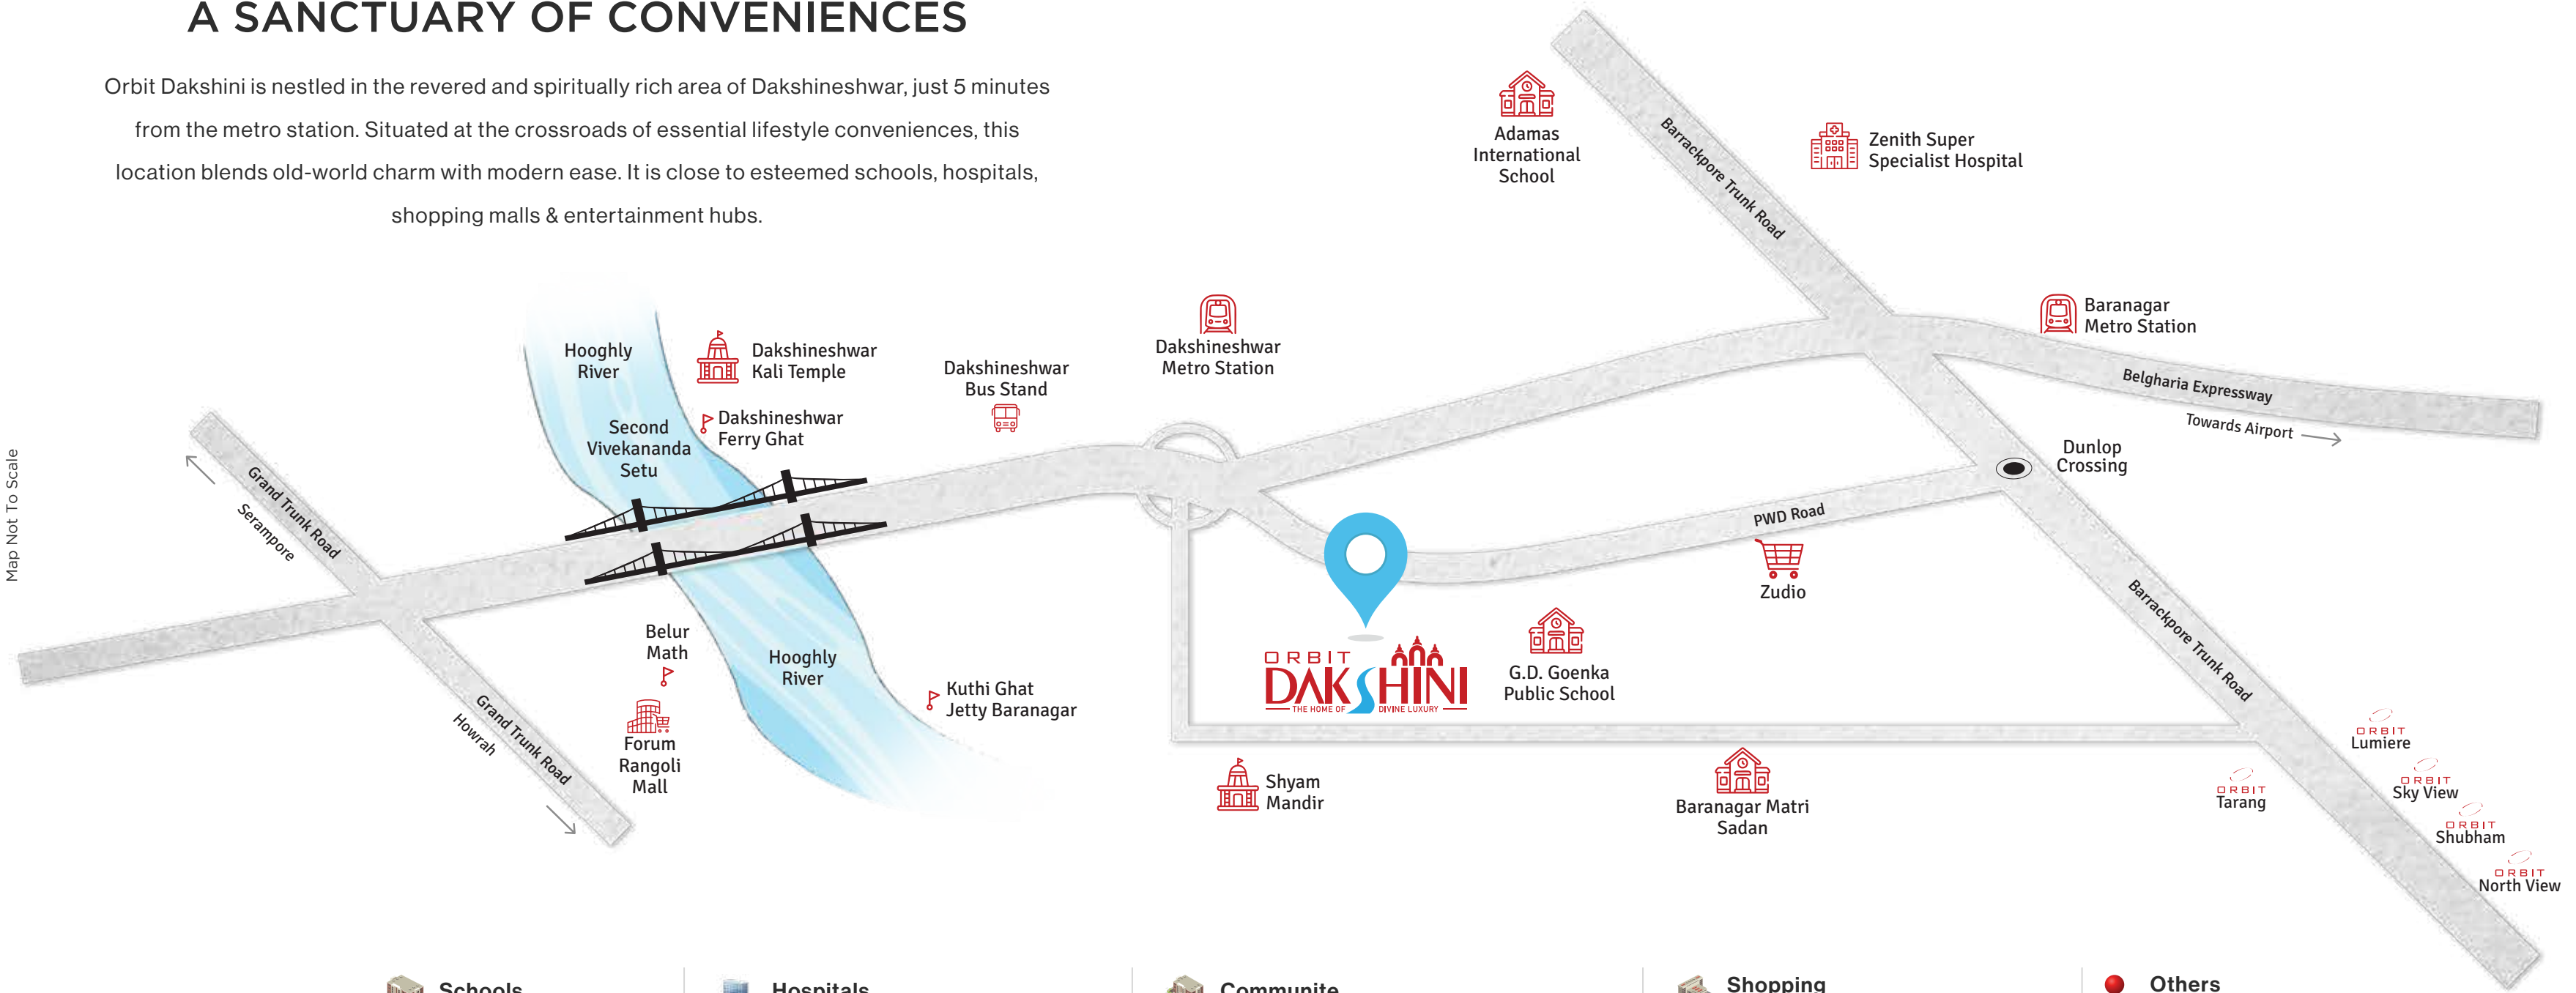 A SANCTUARY OF CONVENIENCES
Orbit Dakshini is nestled in the revered and spiritually rich area of Dakshineshwar, just 5 minutes
from the metro station. Situated at the crossroads of essential lifestyle conveniences, this
location blends old-world charm with modern ease. It is close to esteemed schools, hospitals,
shopping malls & entertainment hubs.
Map Not To Scale
Adamas
International
School
Barrackpore Trunk Road
Zenith Super
Specialist Hospital
Baranagar
Metro Station
Belgharia Expressway
Towards Airport
Dunlop
Crossing
Dakshineshwar
Metro Station
Dakshineshwar
Bus Stand
Hooghly
River
Dakshineshwar
Kali Temple
Dakshineshwar
Ferry Ghat
Second
Vivekananda
Setu
Grand Trunk Road
Serampore
Grand Trunk Road
Howrah
Belur
Math
Forum
Rangoli
Mall
Hooghly
River
Kuthi Ghat
Jetty Baranagar
PWD Road
Zudio
ORBIT
DAKSHINI
THE HOME OF DIVINE LUXURY
G.D. Goenka
Public School
Shyam
Mandir
Baranagar Matri
Sadan
Barrackpore Trunk Road
ORBIT
Lumiere
ORBIT
Tarang
ORBIT
Sky View
ORBIT
Shubham
ORBIT
North View
Schools
Hospitals
Communite
Shopping
Others